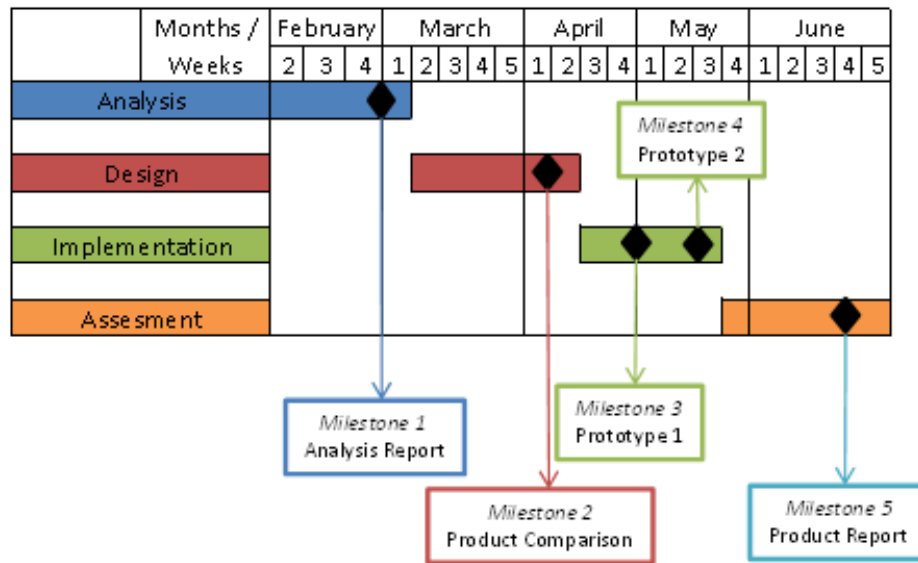 Months / February March April May June
Weeks 2 3 4 1 2 3 4 5 1 2 3 4 1 2 3 4 1 2 3 4 5
Analysis
Milestone 4
Prototype 2
Design
Implementation
Assesment
Milestone 1
Analysis Report
Milestone 3
Prototype 1
Milestone 2
Product Comparison
Milestone 5
Product Report